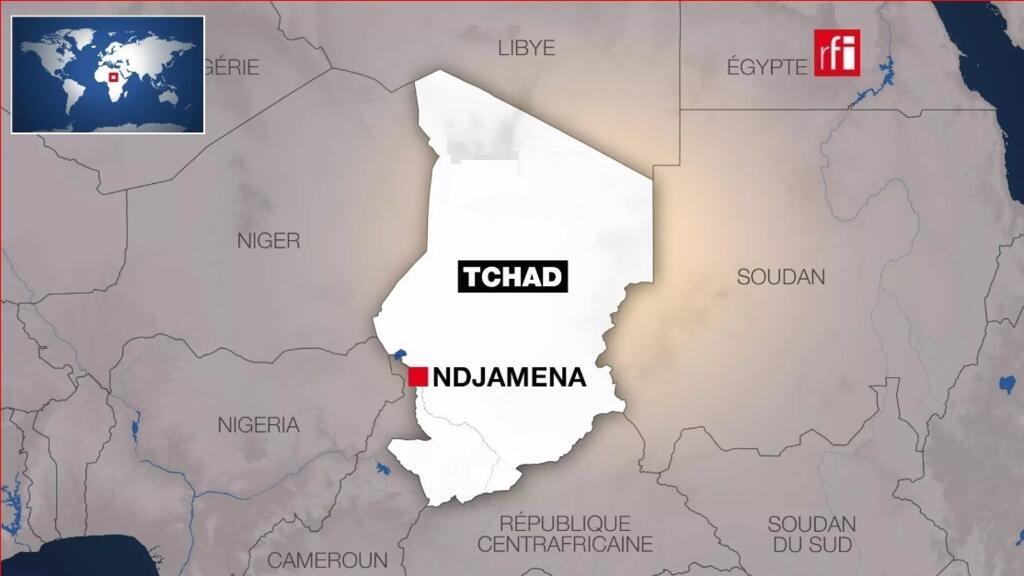 LIBYE
ÉGYPTE
rfi
GÉRIE
NIGER
TCHAD
SOUDAN
NDJAMENA
NIGERIA
RÉPUBLIQUE
CENTRAFRICAINE
SOUDAN
DU SUD
CAMEROUN